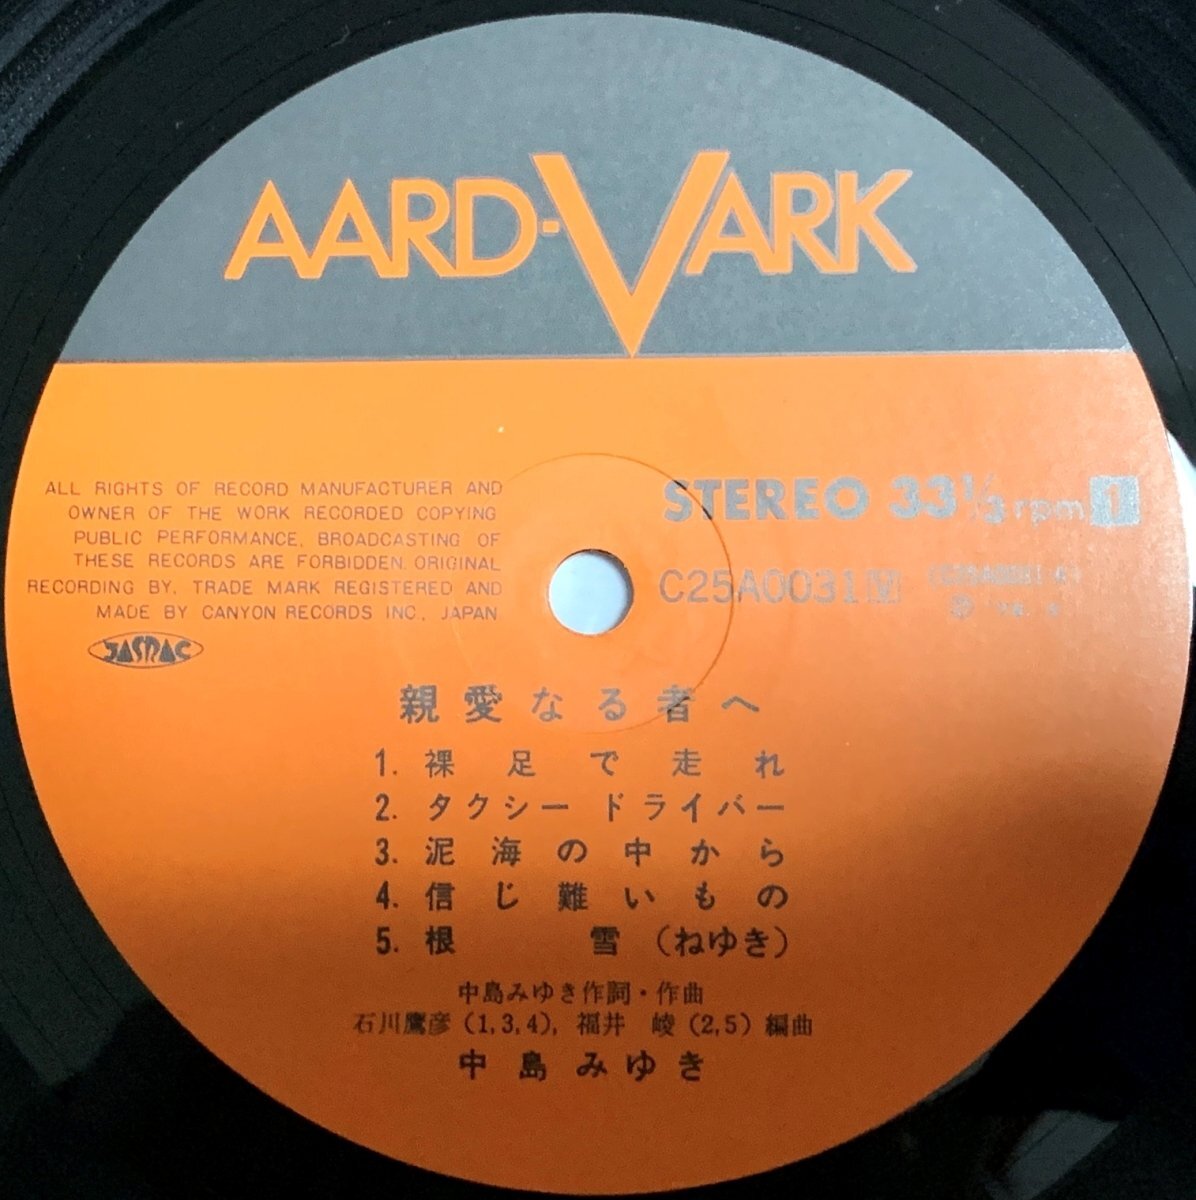 AARD-VARK
ALL RIGHTS OF RECORD MANUFACTURER AND
OWNER OF THE WORK RECORDED COPYING
PUBLIC PERFORMANCE, BROADCASTING OF
THESE RECORDS ARE FORBIDDEN. ORIGINAL
RECORDING BY, TRADE MARK REGISTERED AND
MADE BY CANYON RECORDS INC., JAPAN
JASRAC
STEREO 33 1/3 rpm 1
C25A0031 V
親愛なる者へ
1. 裸足で走れ
2. タクシー ドライバー
3. 泥海の中から
4. 信じ難いもの
5. 根雪（ねゆき）
中島みゆき作詞・作曲
石川鷹彦（1,3,4), 福井 崚（2,5）編曲
中島みゆき